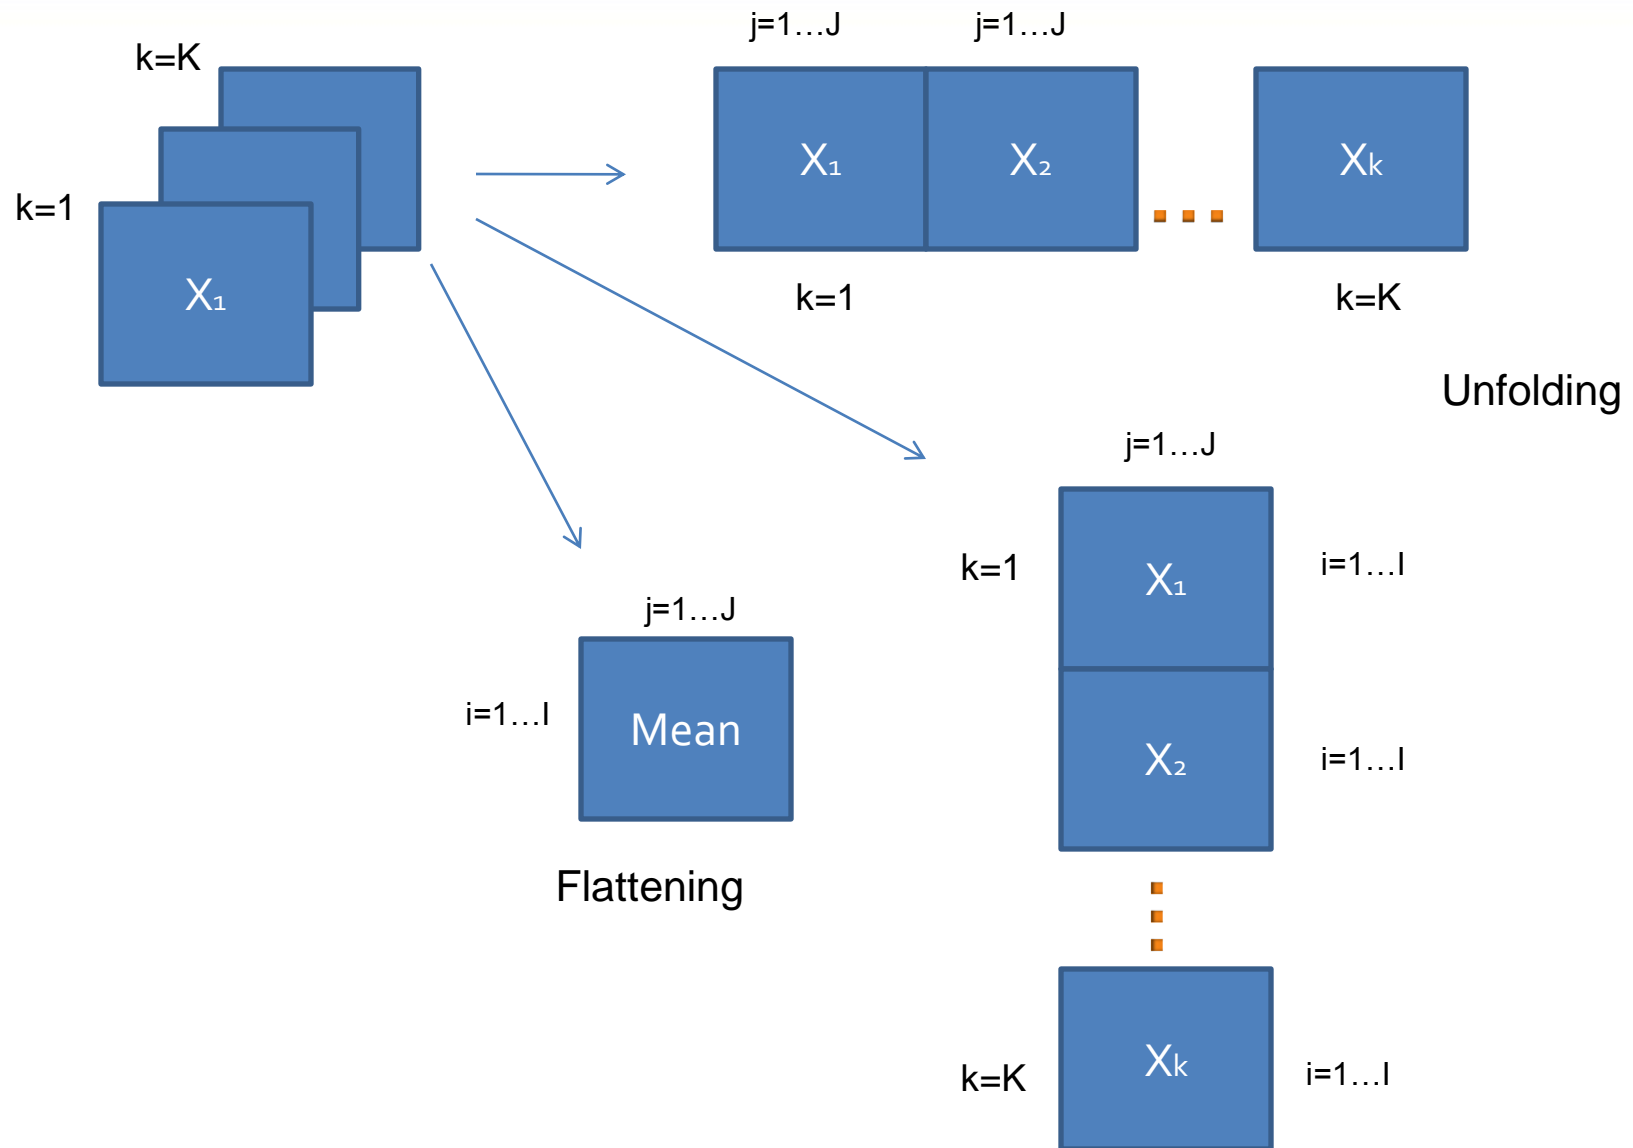 j=1...J
j=1...J
k=K
X₁
X₂
Xk
k=1
X₁
k=1
k=K
Unfolding
j=1...J
k=1
X₁
i=1...I
j=1...J
i=1...I
Mean
X₂
i=1...I
Flattening
k=K
Xk
i=1...I